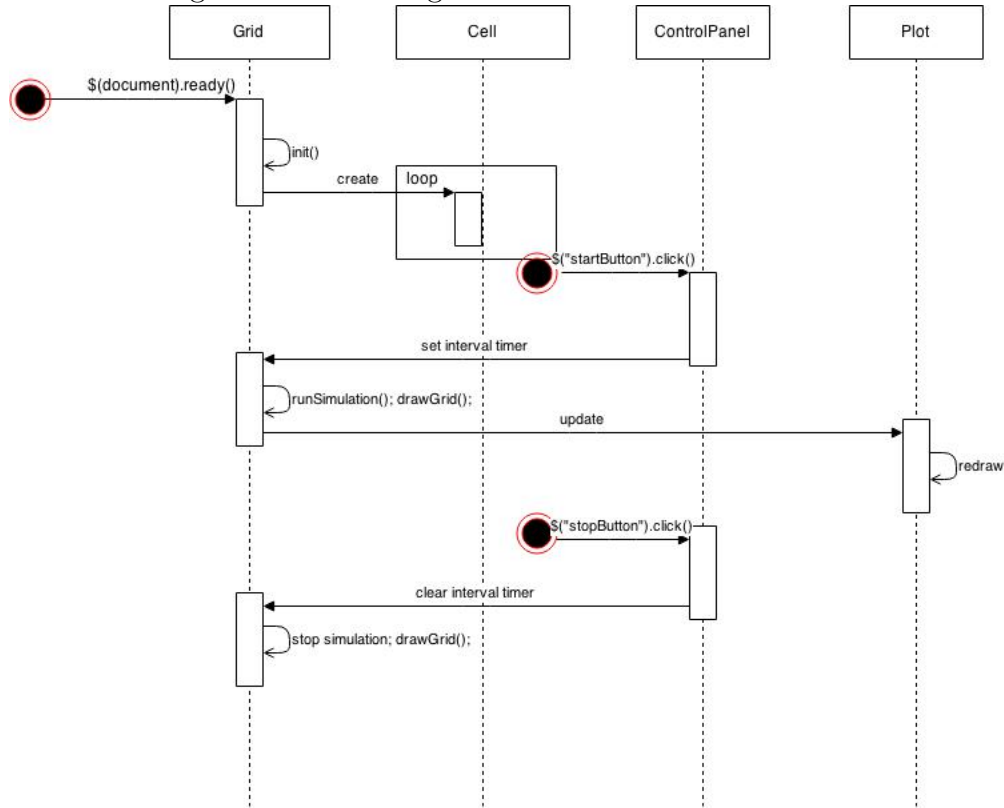 Grid
Cell
ControlPanel
Plot
$(document).ready()
init()
create
loop
$("startButton").click()
set interval timer
runSimulation(); drawGrid();
update
redraw
$("stopButton").click()
clear interval timer
stop simulation; drawGrid();